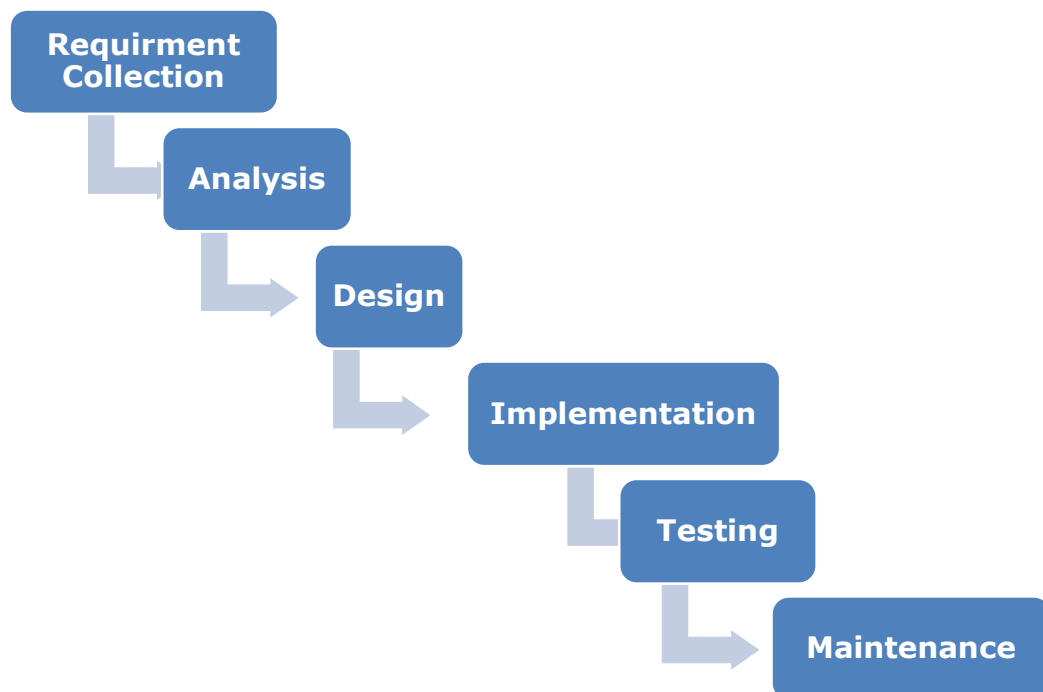 Requirment
Collection
Analysis
Design
Implementation
Testing
Maintenance